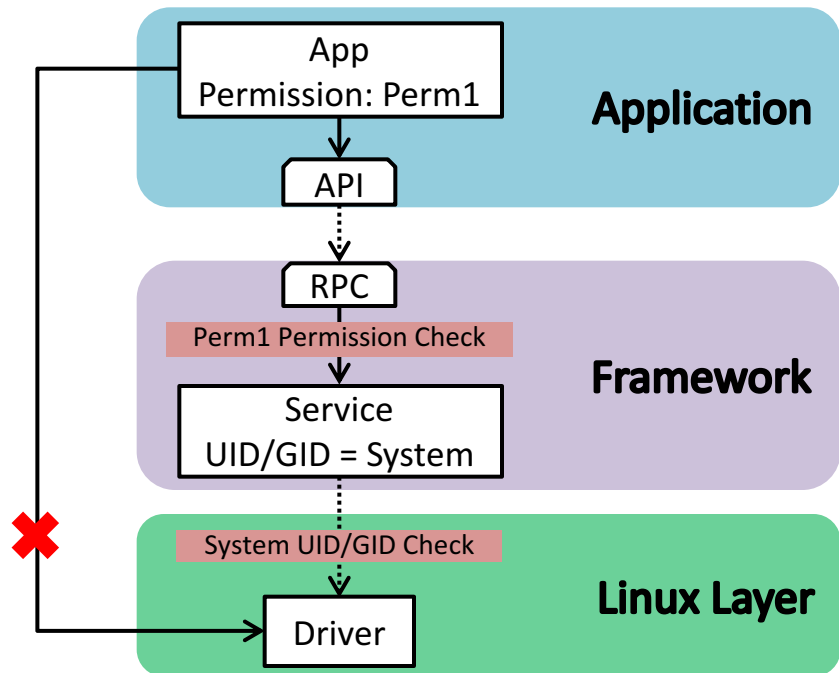 App
Permission: Perm1
Application
API
RPC
Perm1 Permission Check
Framework
Service
UID/GID = System
System UID/GID Check
Linux Layer
Driver